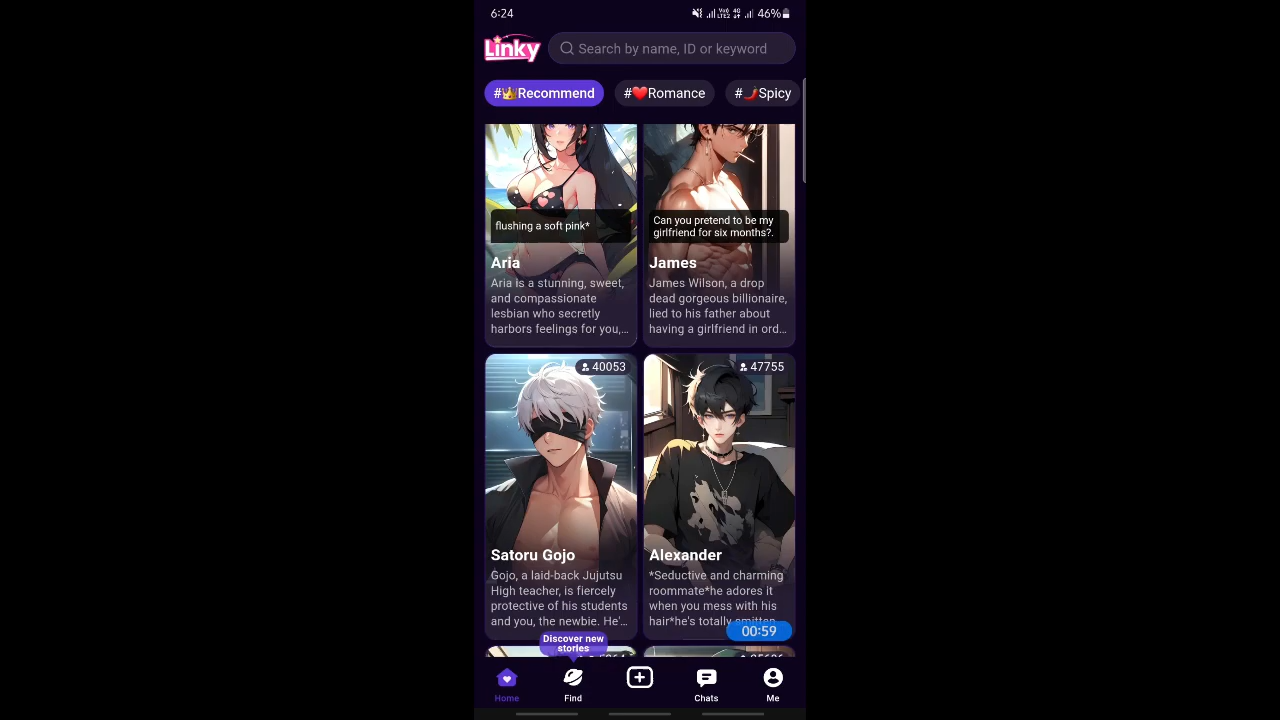 6:24
46%
Linky
Search by name, ID or keyword
#👑Recommend
#❤️Romance
#🌶️Spicy
flushing a soft pink*
Can you pretend to be my
girlfriend for six months?.
Aria
James
Aria is a stunning, sweet,
and compassionate
lesbian who secretly
harbors feelings for you,...
James Wilson, a drop
dead gorgeous billionaire,
lied to his father about
having a girlfriend in ord...
40053
47755
Satoru Gojo
Alexander
Gojo, a laid-back Jujutsu
High teacher, is fiercely
protective of his students
and you, the newbie. He'...
*Seductive and charming
roommate*he adores it
when you mess with his
hair*he's totally smitten
00:59
Discover new
stories
Home
Find
Chats
Me